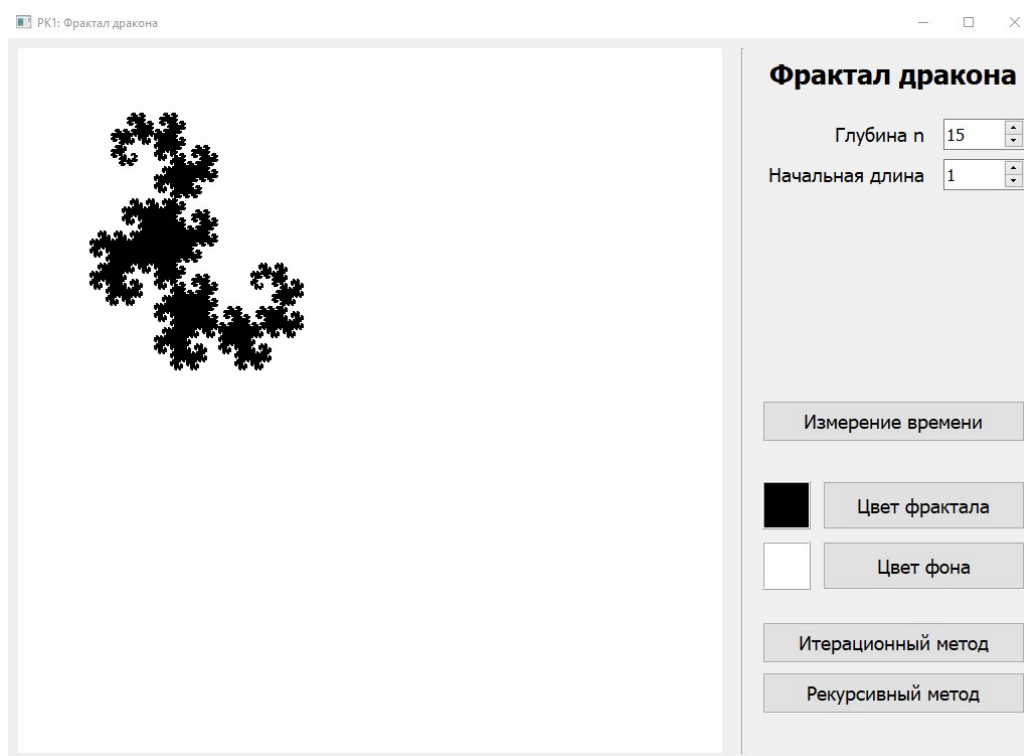 РК1: Фрактал дракона
Фрактал дракона
Глубина n 15
Начальная длина 1
Измерение времени
Цвет фрактала
Цвет фона
Итерационный метод
Рекурсивный метод